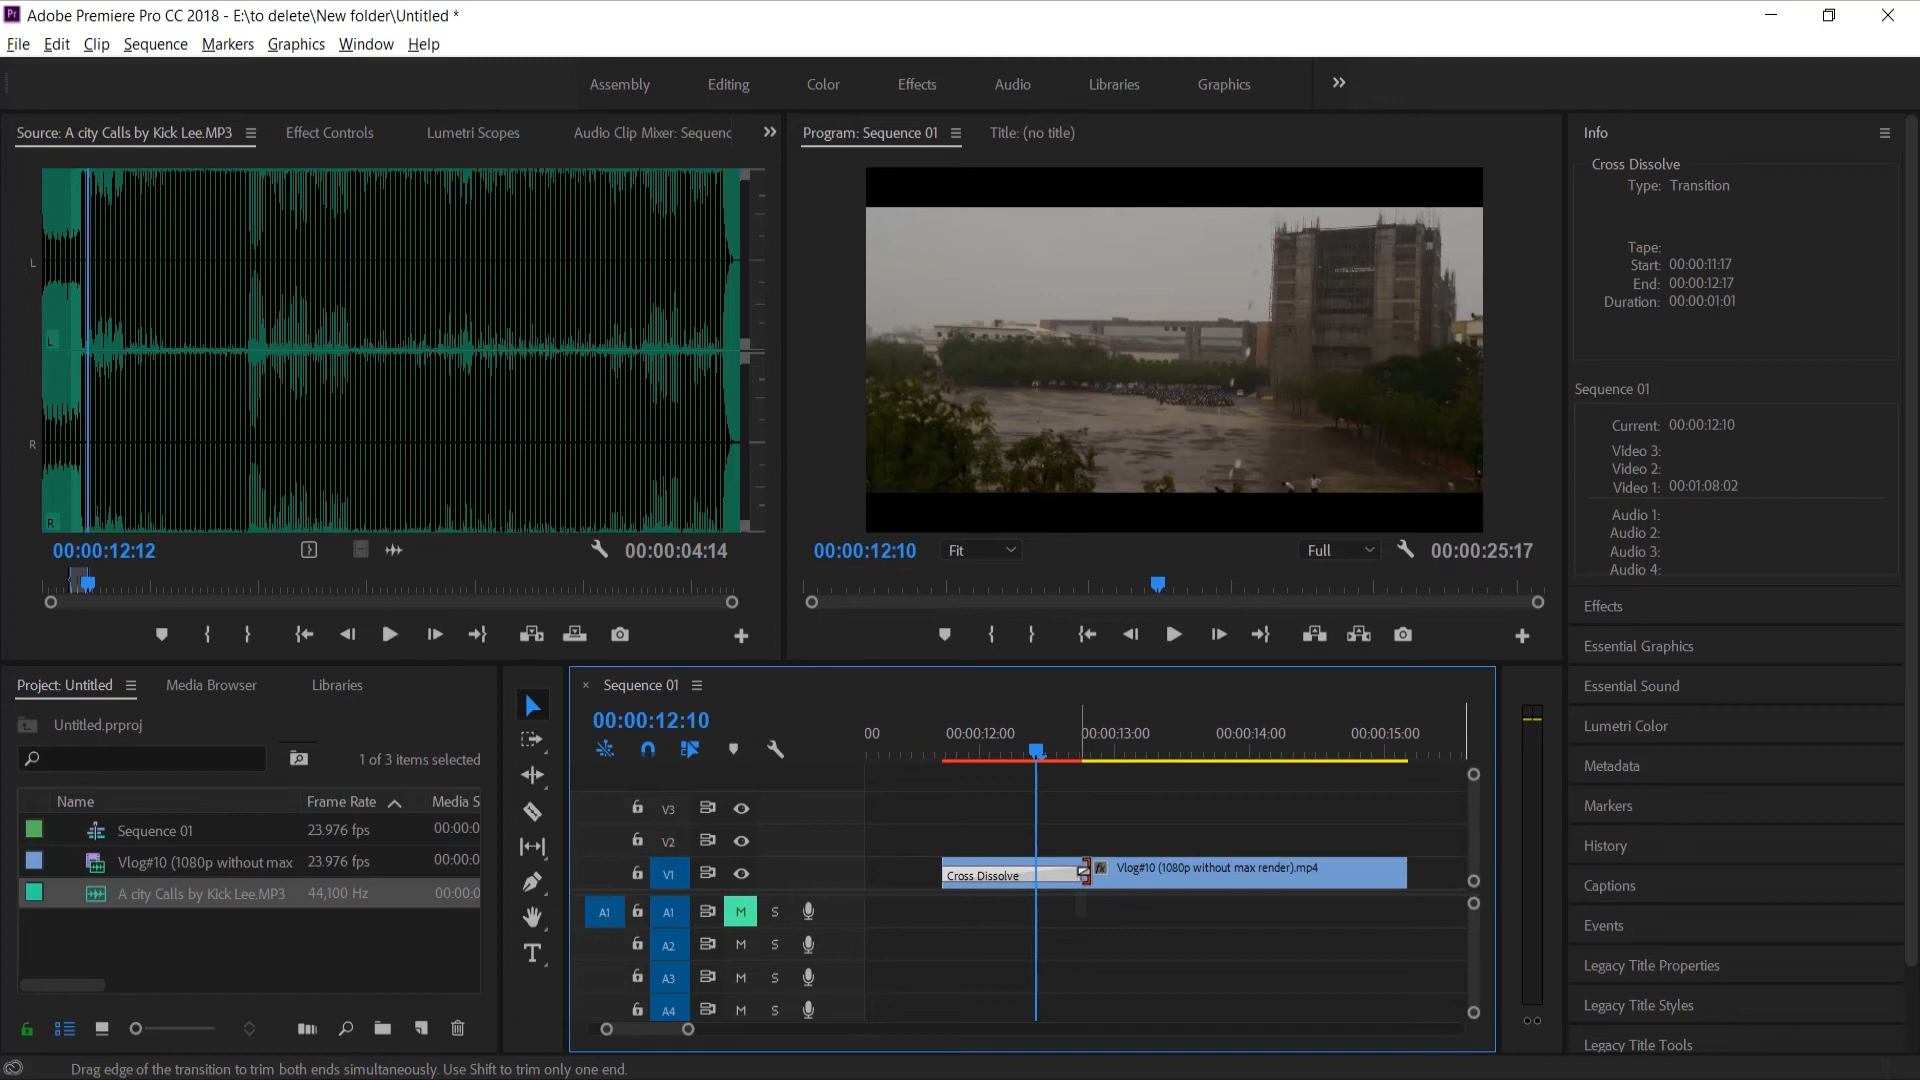 Adobe Premiere Pro CC 2018 - E:\to delete\New folder\Untitled *
File Edit Clip Sequence Markers Graphics Window Help
Assembly Editing Color Effects Audio Libraries Graphics
Source: A city Calls by Kick Lee.MP3 Effect Controls Lumetri Scopes Audio Clip Mixer: Sequenc
L
L
R
R
00:00:12:12 00:00:04:14
Program: Sequence 01 Title: (no title)
00:00:12:10 Fit Full 00:00:25:17
Info
Cross Dissolve
Type: Transition
Tape:
Start: 00:00:11:17
End: 00:00:12:17
Duration: 00:00:01:01
Sequence 01
Current: 00:00:12:10
Video 3:
Video 2:
Video 1: 00:01:08:02
Audio 1:
Audio 2:
Audio 3:
Audio 4:
Effects
Essential Graphics
Essential Sound
Lumetri Color
Metadata
Markers
History
Captions
Events
Legacy Title Properties
Legacy Title Styles
Legacy Title Tools
Project: Untitled Media Browser Libraries
Untitled.prproj
1 of 3 items selected
Name Frame Rate Media S
Sequence 01 23.976 fps 00:00:0
Vlog#10 (1080p without max 23.976 fps 00:00:0
A city Calls by Kick Lee.MP3 44,100 Hz 00:00:0
Sequence 01
00:00:12:10
00 00:00:12:00 00:00:13:00 00:00:14:00 00:00:15:00
V3
V2
V1 Cross Dissolve fx Vlog#10 (1080p without max render).mp4
A1 A1 M S
A2 M S
A3 M S
A4 M S
Drag edge of the transition to trim both ends simultaneously. Use Shift to trim only one end.